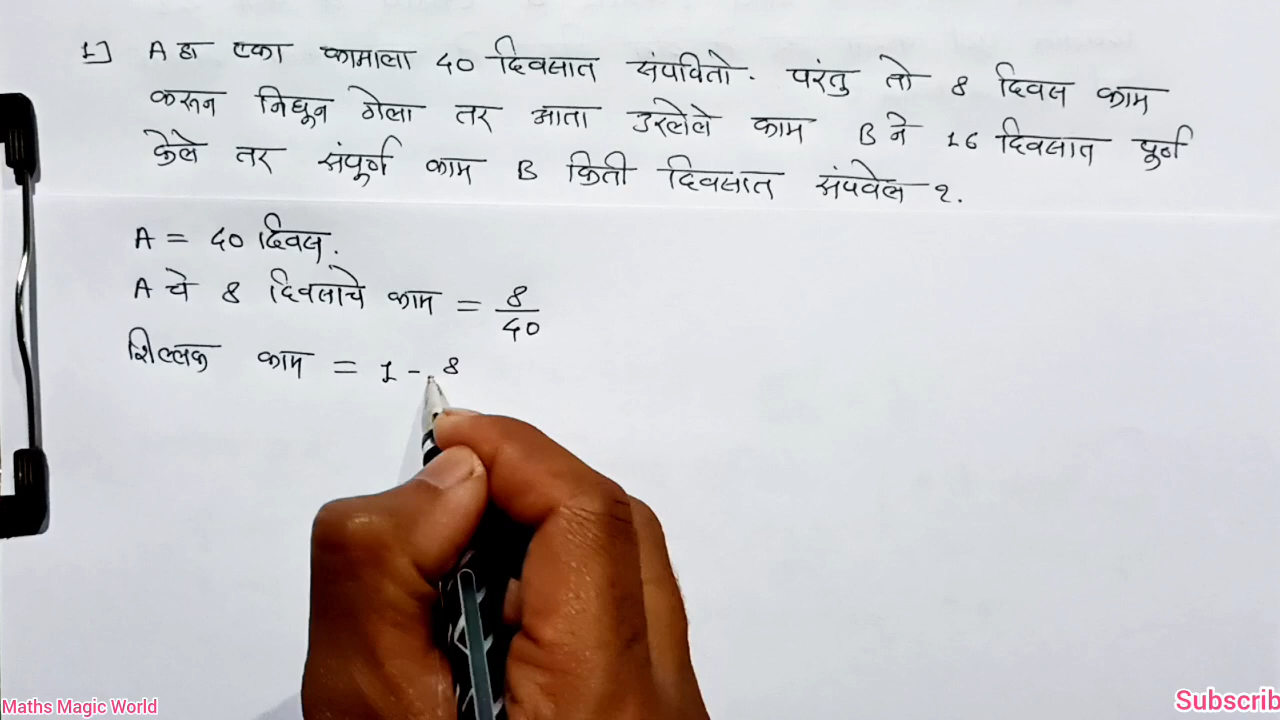 1] A हा एका कामाला 40 दिवसात संपवितो. परंतु तो 8 दिवस काम
करून निघून गेला तर आता उरलेले काम B ने 16 दिवसात पूर्ण
केले तर संपूर्ण काम B किती दिवसात संपवेल ?.
A = 40 दिवस.
A चे 8 दिवसाचे काम = 8/40
शिल्लक काम = 1 - 8
Maths Magic World
Subscrib